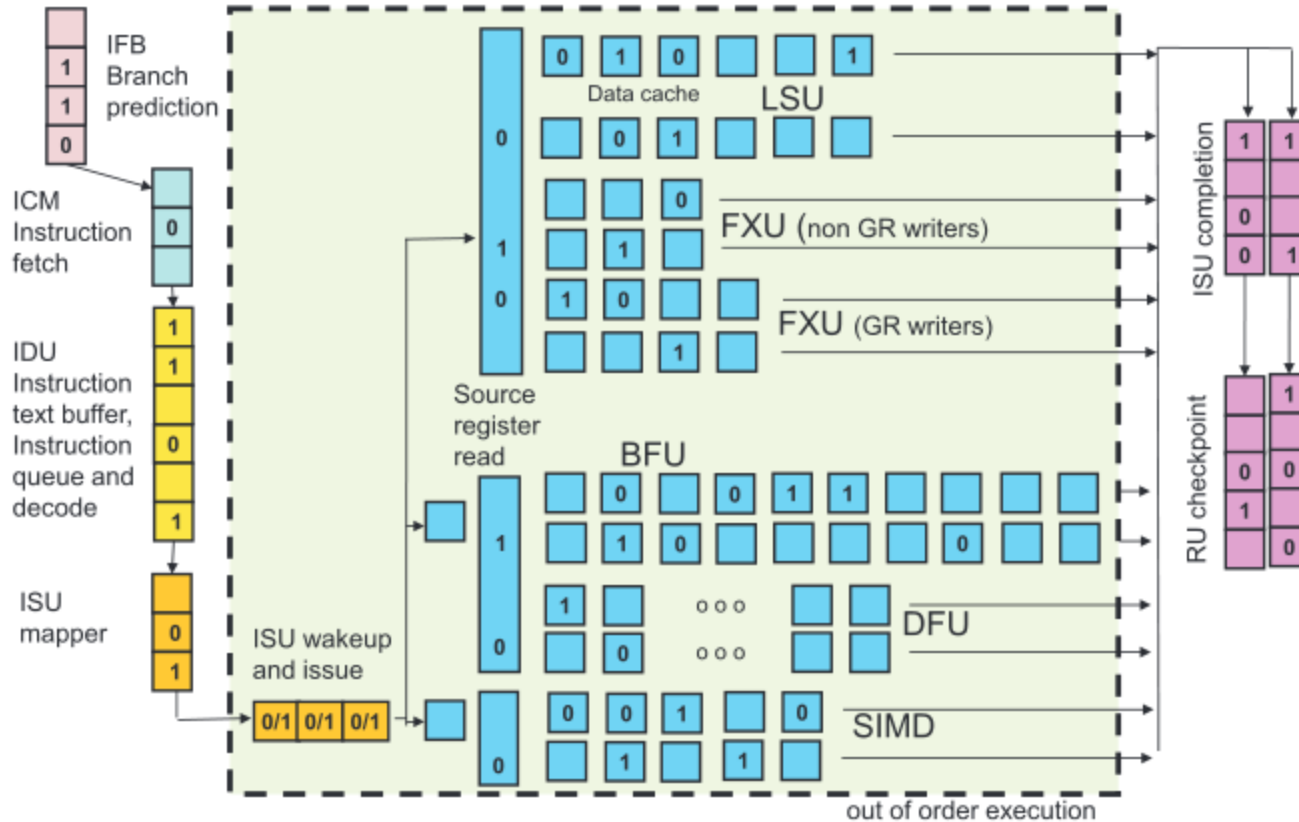 IFB
Branch
prediction
1
1
0
ICM
Instruction
fetch
0
IDU
Instruction
text buffer,
Instruction
queue and
decode
1
1
0
1
ISU
mapper
0
1
ISU wakeup
and issue
0/1 0/1 0/1
0
1
0
Source
register
read
1
0
0
0 1 0 1
Data cache
LSU
0 1
0
1
FXU (non GR writers)
1 0
1
FXU (GR writers)
BFU
0 0 1 1
1 0 0
1 o o o
0 o o o
DFU
0 0 1 0
1 1
SIMD
out of order execution
ISU completion
1 1
0
0 1
RU checkpoint
1
0 0
1
0